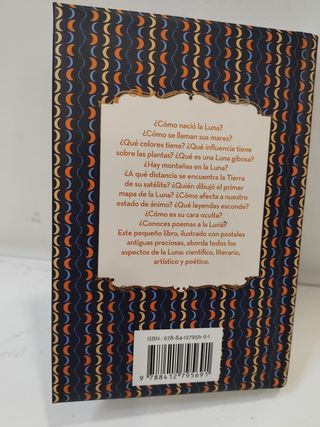 ¿Cómo nació la Luna?
¿Cómo se llaman sus mares?
¿Qué colores tiene? ¿Qué influencia tiene
sobre las plantas? ¿Qué es una Luna gibosa?
¿Hay montañas en la Luna?
¿A qué distancia se encuentra la Tierra
de su satélite? ¿Quién dibujó el primer
mapa de la Luna? ¿Cómo afecta a nuestro
estado de ánimo? ¿Qué leyendas esconde?
¿Cómo es su cara oculta?
¿Conoces poemas a la Luna?
Este pequeño libro, ilustrado con postales
antiguas preciosas, aborda todos los
aspectos de la Luna: científico, literario,
artístico y poético.
ISBN: 978-84-127956-9-1
9 788412 795691